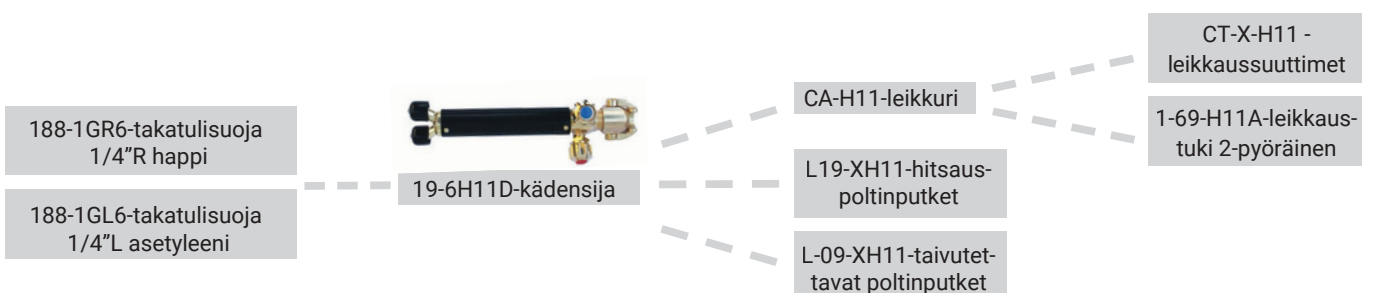 188-1GR6-takatulisuoja
1/4”R happi
188-1GL6-takatulisuoja
1/4”L asetyleeni
19-6H11D-kädensija
CA-H11-leikkuri
L19-XH11-hitsaus-
poltinputket
L-09-XH11-taivutet-
tavat poltinputket
CT-X-H11 -
leikkaussuuttimet
1-69-H11A-leikkaus-
tuki 2-pyöräinen